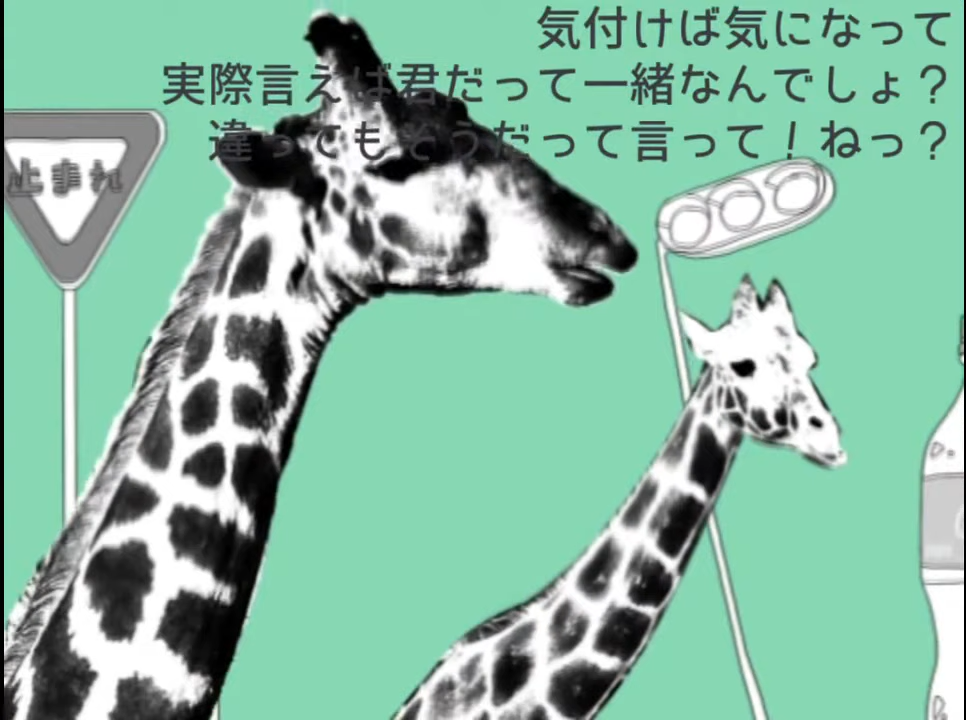 気付けば気になって
実際言えば君だって一緒なんでしょ？
違ってもそうだって言って！ねっ？
止まれ